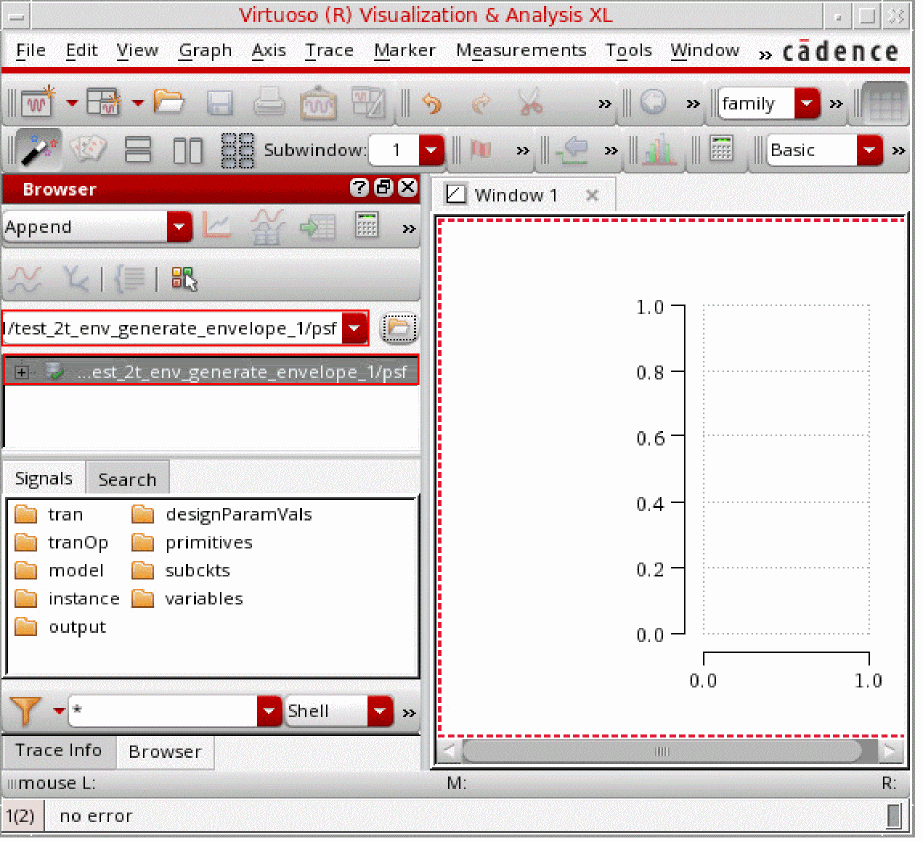 Virtuoso (R) Visualization & Analysis XL
File Edit View Graph Axis Trace Marker Measurements Tools Window » cādence
» » family »
Subwindow: 1 » » Basic »
Browser ?
Window 1
Append »
l/test_2t_env_generate_envelope_1/psf
...est_2t_env_generate_envelope_1/psf
Signals Search
tran designParamVals
tranOp primitives
model subckts
instance variables
output
* Shell »
Trace Info Browser
1.0
0.8
0.6
0.4
0.2
0.0
0.0 1.0
mouse L: M: R:
1(2) no error